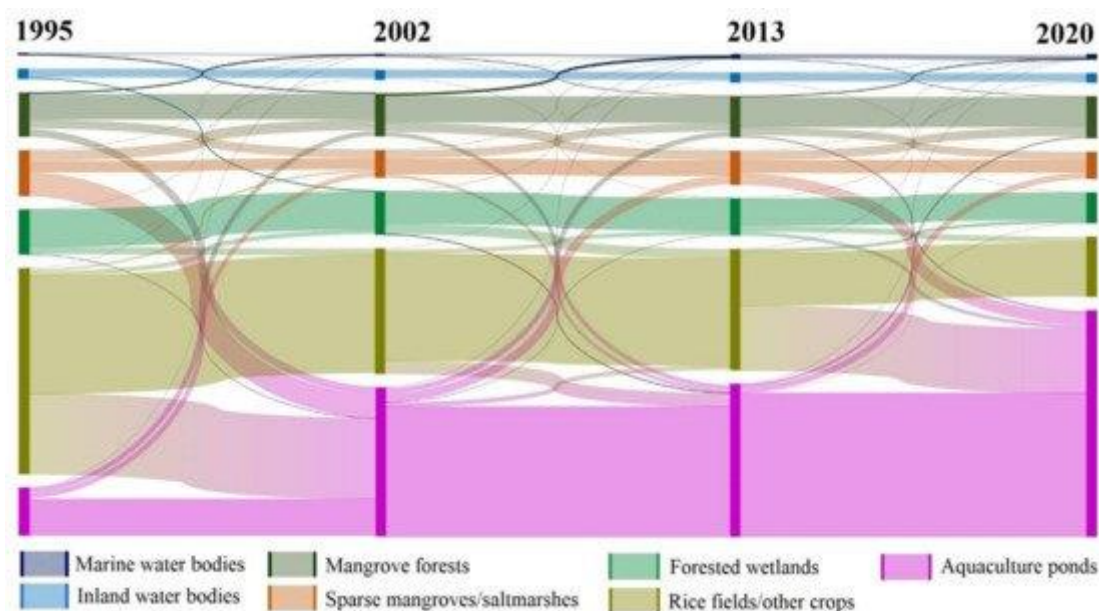 1995 2002 2013 2020
Marine water bodies Mangrove forests Forested wetlands Aquaculture ponds
Inland water bodies Sparse mangroves/saltmarshes Rice fields/other crops